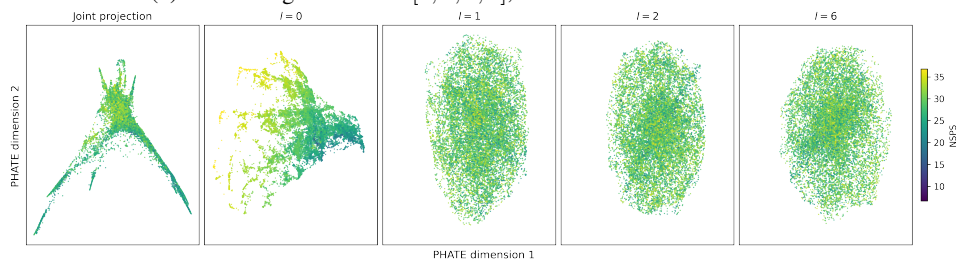 Joint projection
l = 0
l = 1
l = 2
l = 6
PHATE dimension 2
PHATE dimension 1
35
30
25
20
15
10
NSPS